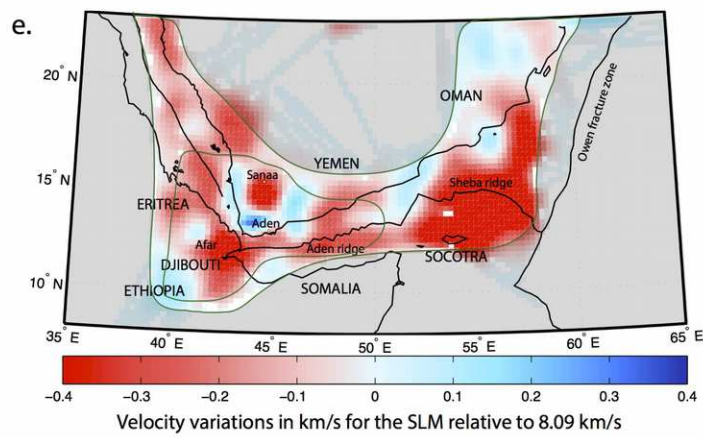 e.
20° N
15° N
10° N
OMAN
Owen fracture zone
YEMEN
Sanaa
Sheba ridge
ERITREA
Aden
Afar
Aden ridge
DJIBOUTI
SOCOTRA
ETHIOPIA
SOMALIA
35° E
40° E
45° E
50° E
55° E
60° E
65° E
−0.4 −0.3 −0.2 −0.1 0 0.1 0.2 0.3 0.4
Velocity variations in km/s for the SLM relative to 8.09 km/s